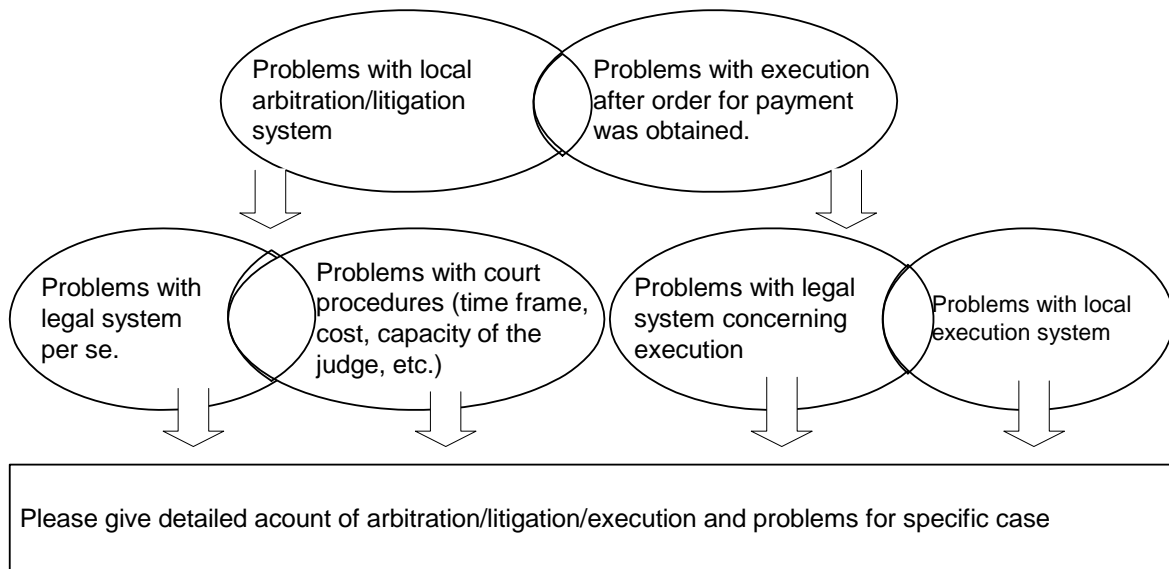 Problems with local
arbitration/litigation
system
Problems with execution
after order for payment
was obtained.
Problems with
legal system
per se.
Problems with court
procedures (time frame,
cost, capacity of the
judge, etc.)
Problems with legal
system concerning
execution
Problems with local
execution system
Please give detailed acount of arbitration/litigation/execution and problems for specific case